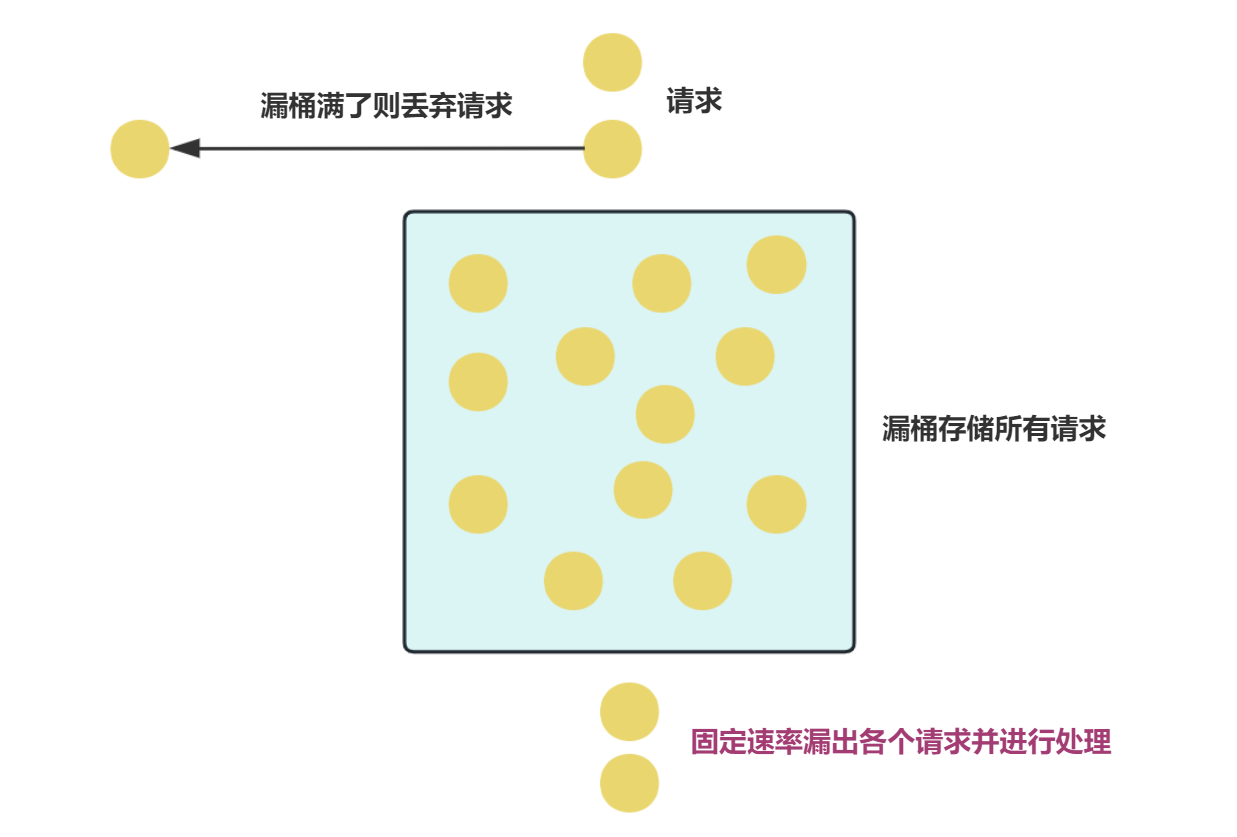 漏桶满了则丢弃请求
请求
漏桶存储所有请求
固定速率漏出各个请求并进行处理